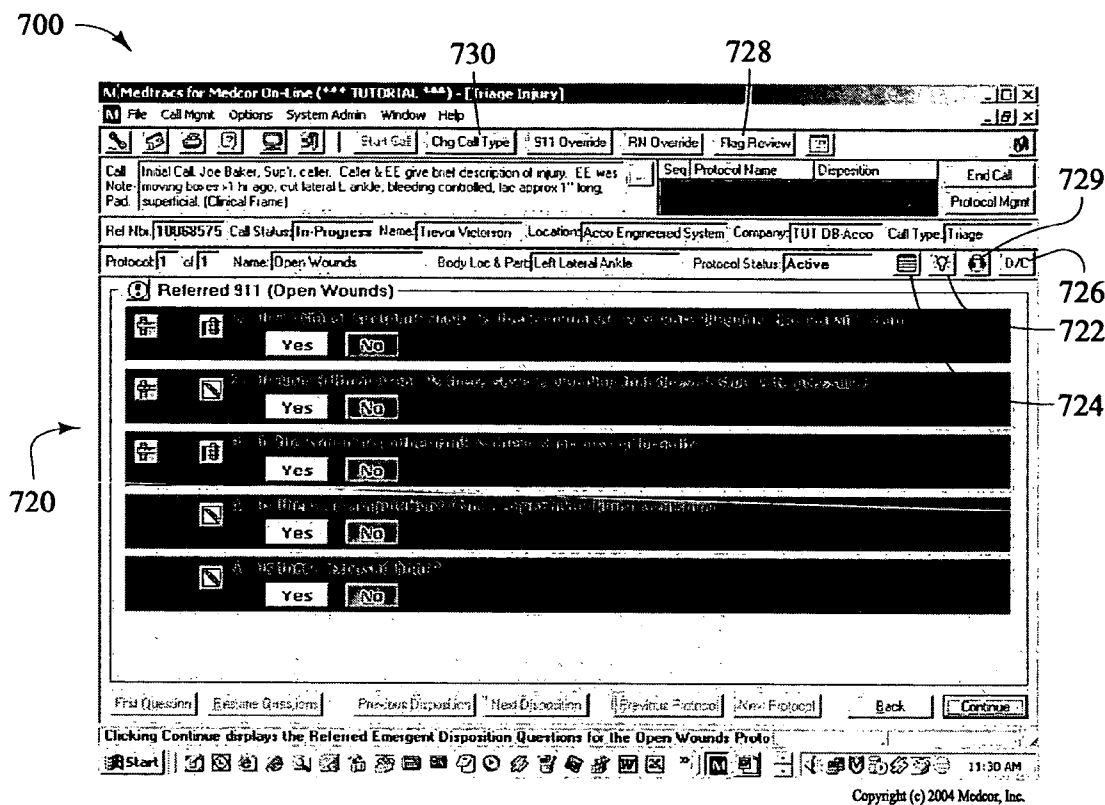 700
730
728
Medtracs for Medcor On-Line (*** TUTORIAL ***) - [Triage Injury]
File Call Mgmt Options System Admin Window Help
Start Call Chg Call Type 911 Override RN Override Flag Review
Call Note Pad. Initial Call. Joe Baker, Sup'r, caller. Caller & EE give brief description of injury. EE was
moving boxes >1 hr ago, cut lateral L ankle, bleeding controlled, lac approx 1" long,
superficial. (Clinical Frame)
Seq Protocol Name Disposition
End Call
Protocol Mgmt
729
Ref Nbr. 10068575 Call Status: In-Progress Name: Trevor Victorson Location: Acco Engineered System Company: TUT DB-Acco Call Type: Triage
Protocol: 1 of 1 Name: Open Wounds Body Loc & Part: Left Lateral Ankle Protocol Status: Active D/C
726
Referred 911 (Open Wounds)
722
Yes No
Yes No
724
Yes No
720
Yes No
Yes No
First Question Resume Questions Previous Disposition Next Disposition Previous Protocol Next Protocol Back Continue
Clicking Continue displays the Referred Emergent Disposition Questions for the Open Wounds Proto
Start 11:30 AM
Copyright (c) 2004 Medcor, Inc.